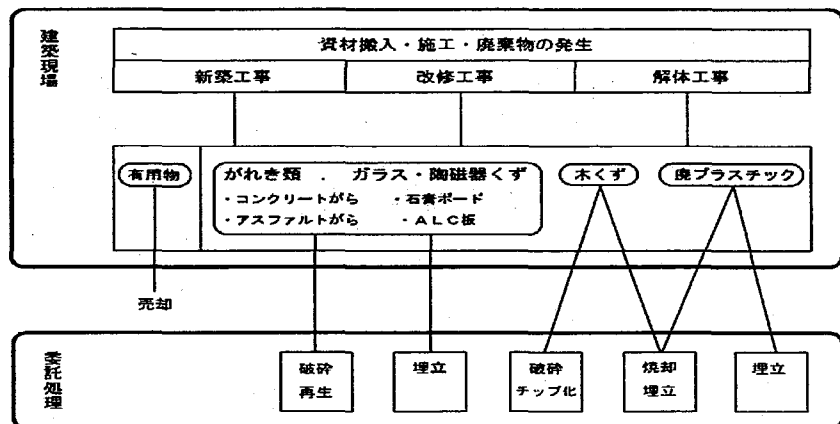 建築現場
資材搬入・施工・廃棄物の発生
新築工事
改修工事
解体工事
有用物
がれき類 . ガラス・陶磁器くず
・コンクリートがら ・石膏ボード
・アスファルトがら ・ALC板
木くず
廃プラスチック
売却
委託処理
破砕
再生
埋立
破砕
チップ化
焼却
埋立
埋立